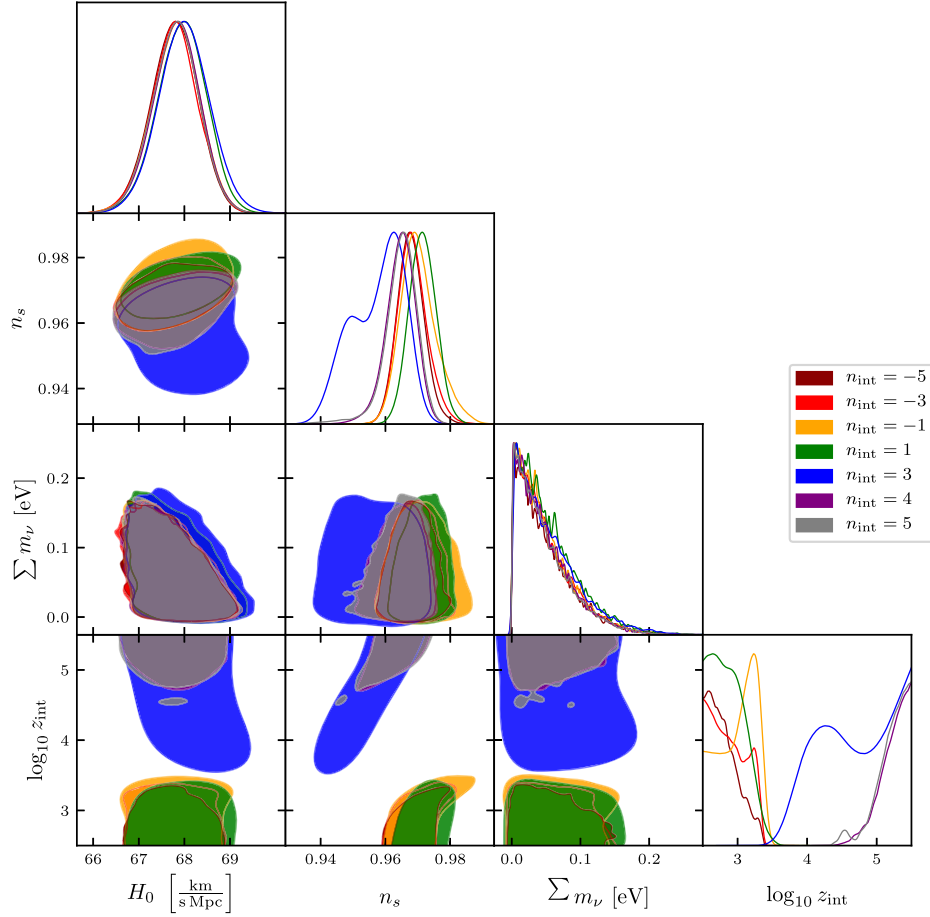 n_s
0.98
0.96
0.94
∑ m_ν [eV]
0.2
0.1
0.0
log₁₀ z_int
5
4
3
66 67 68 69
H₀ [km / s Mpc]
0.94 0.96 0.98
n_s
0.0 0.1 0.2
∑ m_ν [eV]
3 4 5
log₁₀ z_int
n_int = −5
n_int = −3
n_int = −1
n_int = 1
n_int = 3
n_int = 4
n_int = 5